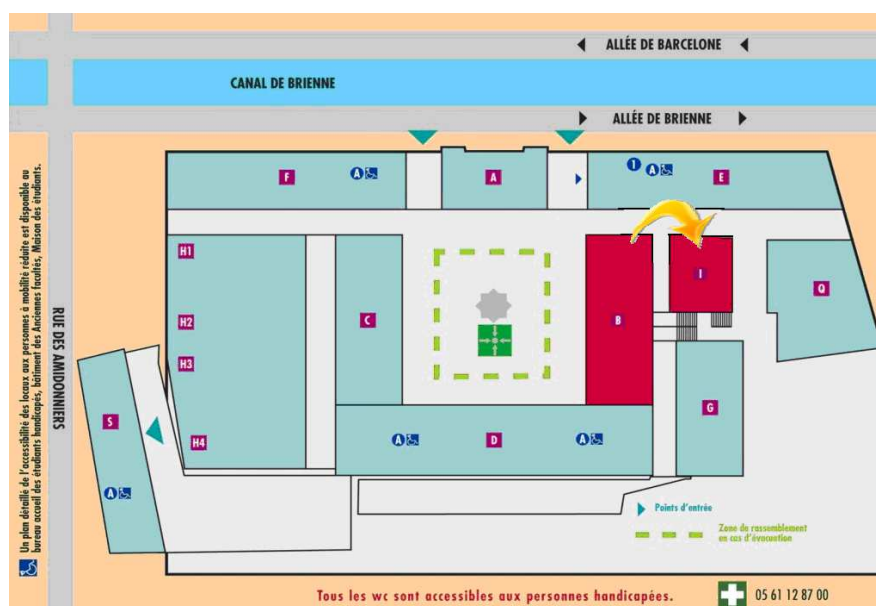 ALLÉE DE BARCELONE
CANAL DE BRIENNE
ALLÉE DE BRIENNE
F
A
A
1
A
E
H1
H2
H3
H4
C
B
I
Q
G
S
A
A
D
A
RUE DES AMIDONNIERS
Un plan détaillé de l'accessibilité des locaux aux personnes à mobilité réduite est disponible au
bureau accueil des étudiants handicapés, bâtiment des Anciennes facultés, Maison des étudiants.
Points d'entrée
Zone de rassemblement
en cas d'évacuation
Tous les wc sont accessibles aux personnes handicapées.
05 61 12 87 00